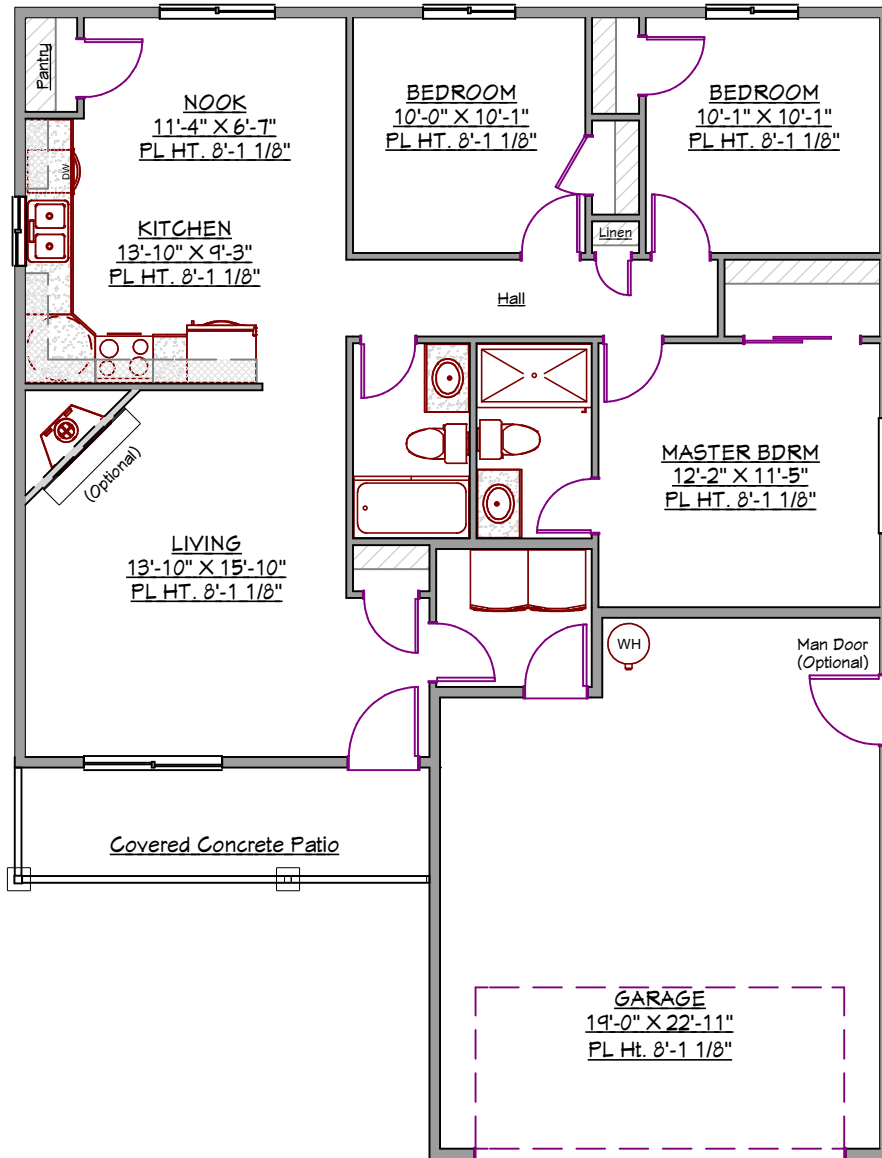 Pantry
NOOK
11'-4" X 6'-7"
PL HT. 8'-1 1/8"
BEDROOM
10'-0" X 10'-1"
PL HT. 8'-1 1/8"
BEDROOM
10'-1" X 10'-1"
PL HT. 8'-1 1/8"
DW
KITCHEN
13'-10" X 9'-3"
PL HT. 8'-1 1/8"
Linen
Hall
(Optional)
MASTER BDRM
12'-2" X 11'-5"
PL HT. 8'-1 1/8"
LIVING
13'-10" X 15'-10"
PL HT. 8'-1 1/8"
WH
Man Door
(Optional)
Covered Concrete Patio
GARAGE
19'-0" X 22'-11"
PL Ht. 8'-1 1/8"